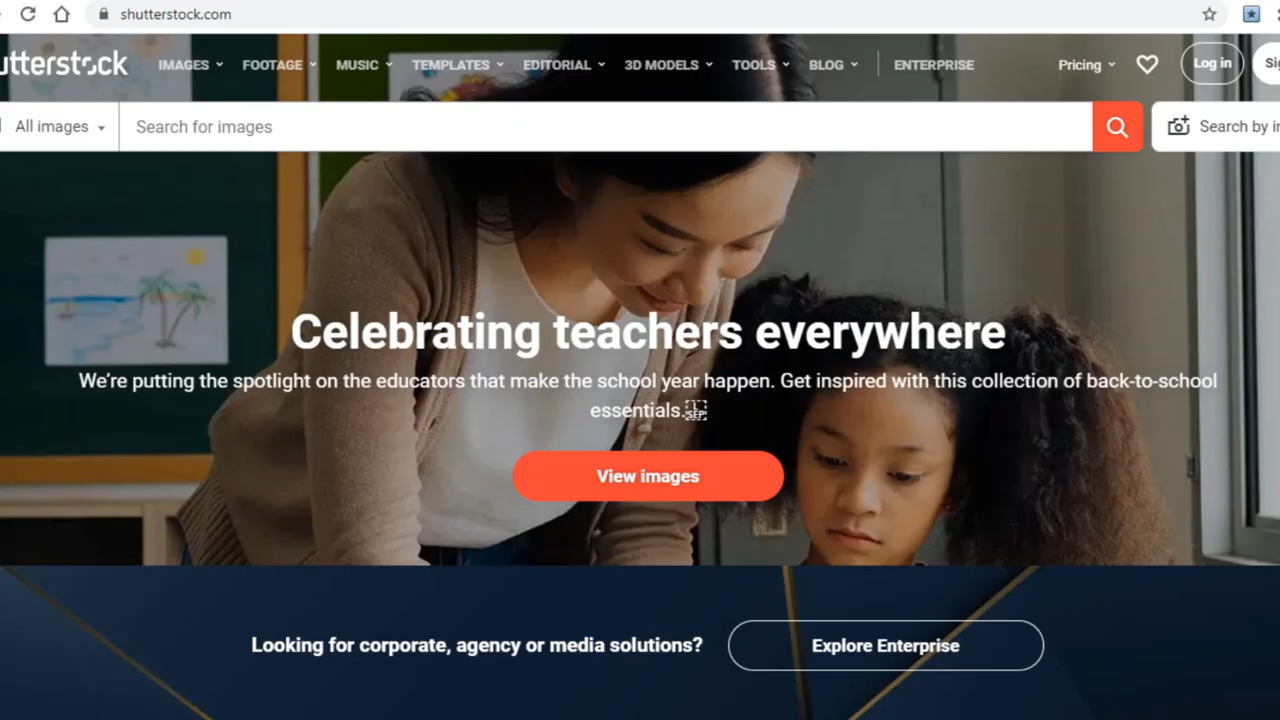 shutterstock.com
utterstock IMAGES FOOTAGE MUSIC TEMPLATES EDITORIAL 3D MODELS TOOLS BLOG ENTERPRISE Pricing Log in Sig
All images Search for images Search by i
Celebrating teachers everywhere
We're putting the spotlight on the educators that make the school year happen. Get inspired with this collection of back-to-school
essentials.
View images
Looking for corporate, agency or media solutions? Explore Enterprise